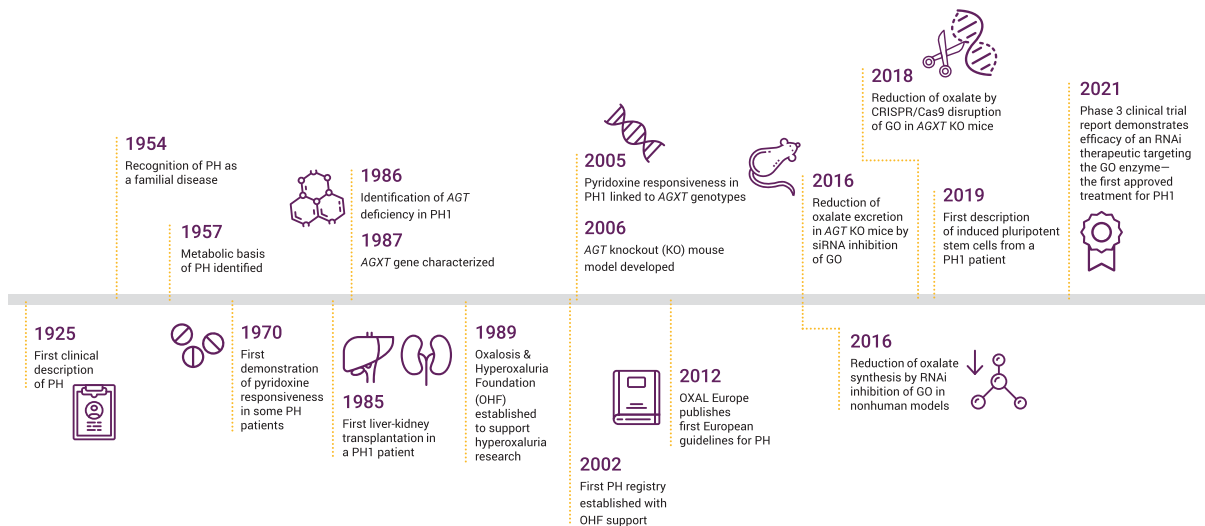 1925
First clinical
description
of PH
1954
Recognition of PH as
a familial disease
1957
Metabolic basis
of PH identified
1970
First
demonstration
of pyridoxine
responsiveness
in some PH
patients
1985
First liver-kidney
transplantation in
a PH1 patient
1986
Identification of AGT
deficiency in PH1
1987
AGXT gene characterized
1989
Oxalosis &
Hyperoxaluria
Foundation
(OHF)
established
to support
hyperoxaluria
research
2002
First PH registry
established with
OHF support
2005
Pyridoxine responsiveness in
PH1 linked to AGXT genotypes
2006
AGT knockout (KO) mouse
model developed
2012
OXAL Europe
publishes
first European
guidelines for PH
2016
Reduction of
oxalate excretion
in AGT KO mice by
siRNA inhibition
of GO
2016
Reduction of oxalate
synthesis by RNAi
inhibition of GO in
nonhuman models
2018
Reduction of oxalate by
CRISPR/Cas9 disruption
of GO in AGXT KO mice
2019
First description
of induced pluripotent
stem cells from a
PH1 patient
2021
Phase 3 clinical trial
report demonstrates
efficacy of an RNAi
therapeutic targeting
the GO enzyme—
the first approved
treatment for PH1